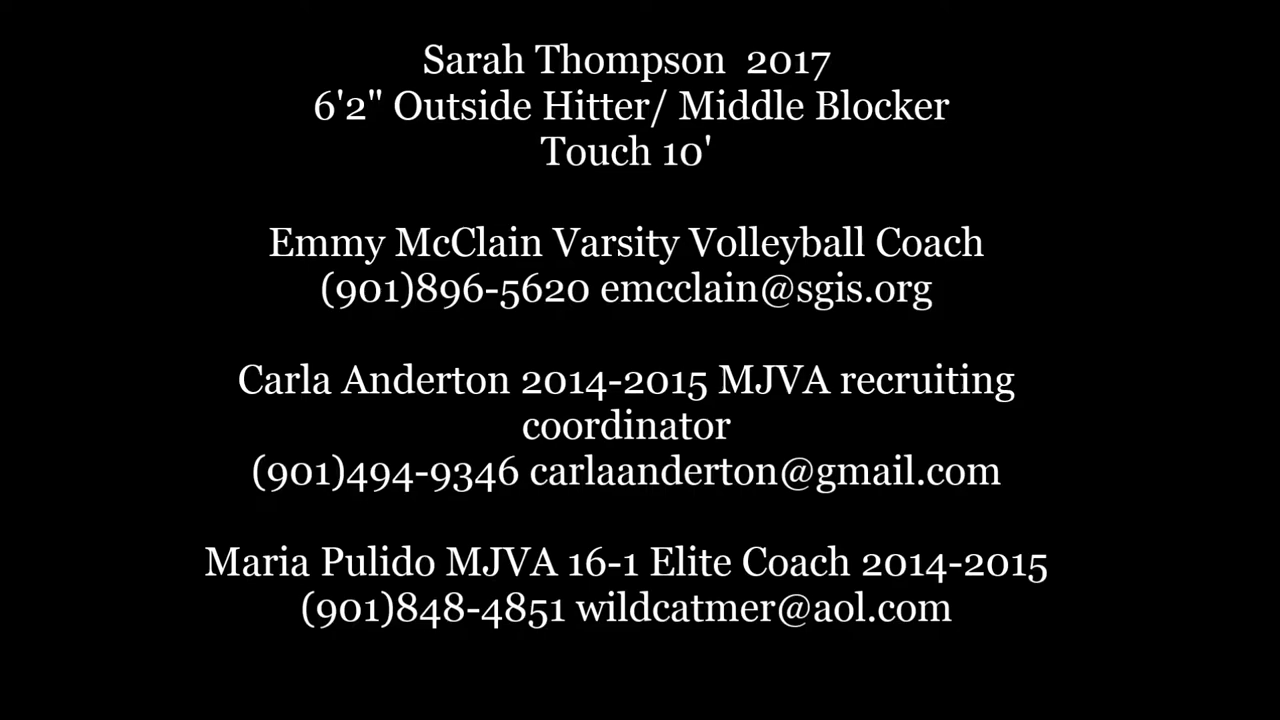 Sarah Thompson 2017
6'2" Outside Hitter/ Middle Blocker
Touch 10'
Emmy McClain Varsity Volleyball Coach
(901)896-5620 emcclain@sgis.org
Carla Anderton 2014-2015 MJVA recruiting
coordinator
(901)494-9346 carlaanderton@gmail.com
Maria Pulido MJVA 16-1 Elite Coach 2014-2015
(901)848-4851 wildcatmer@aol.com